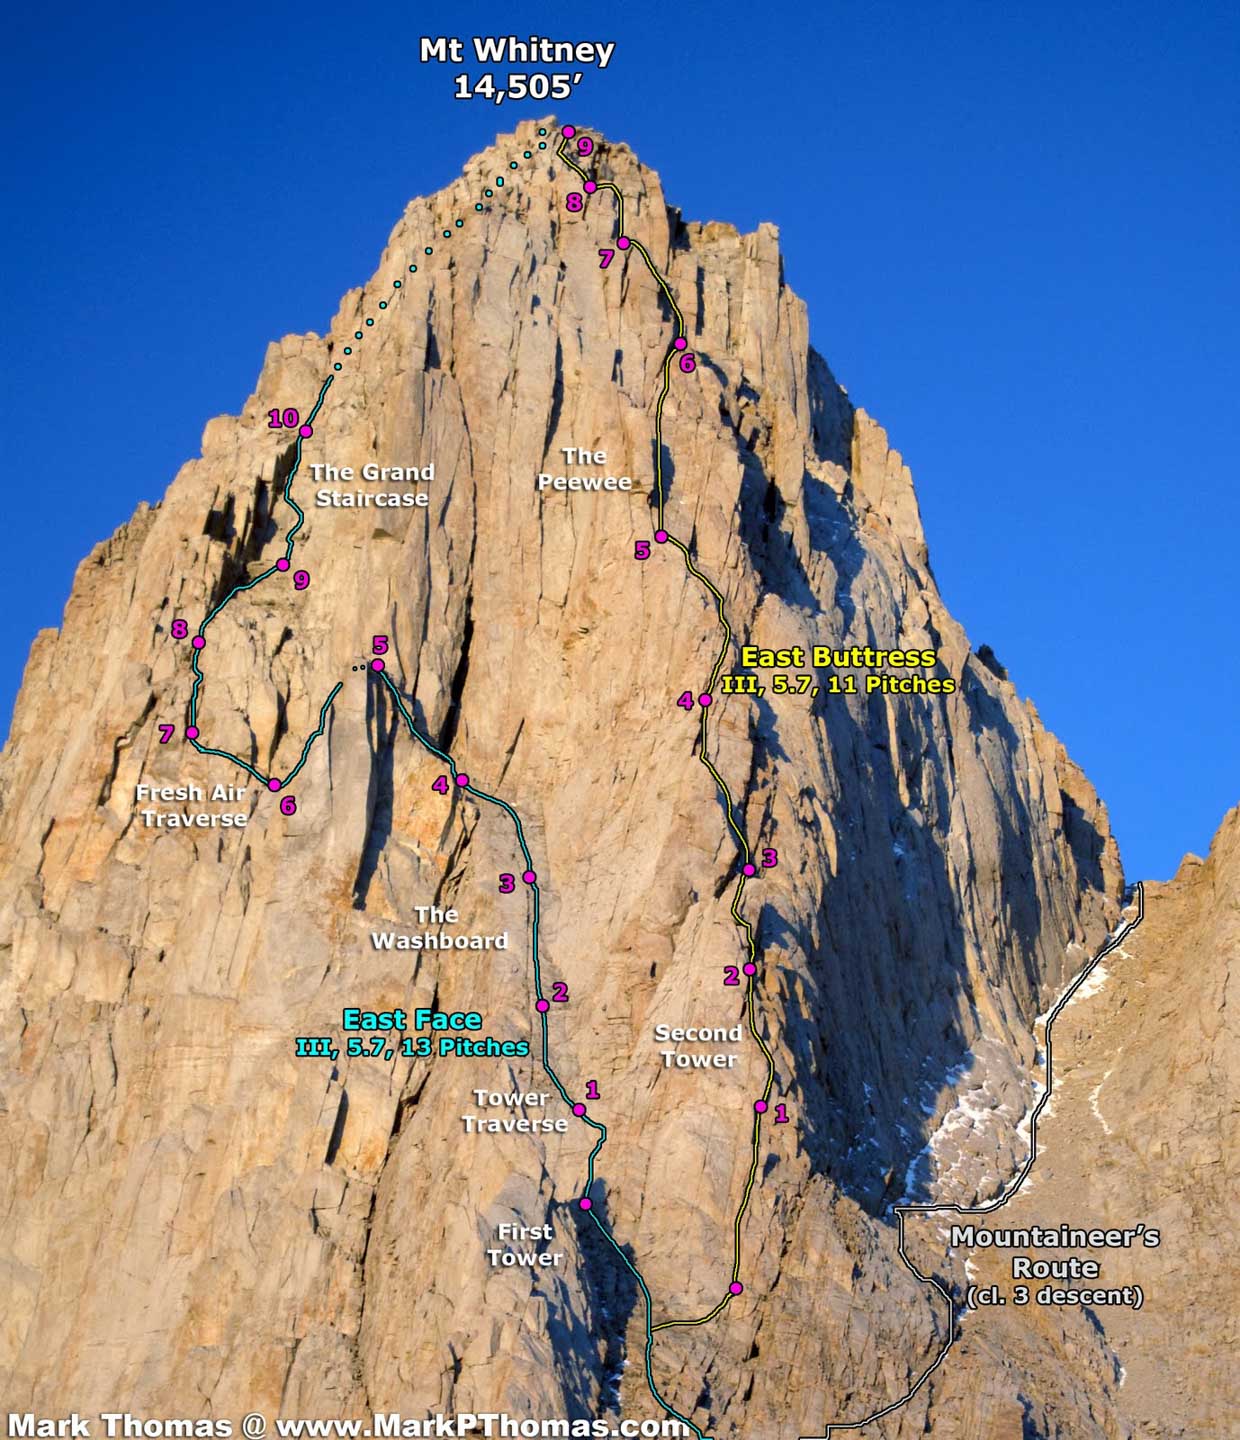 Mt Whitney
14,505’
9
8
7
6
10
The Grand
Staircase
The
Peewee
5
9
8
5
East Buttress
III, 5.7, 11 Pitches
4
7
4
6
Fresh Air
Traverse
3
3
The
Washboard
2
2
East Face
III, 5.7, 13 Pitches
Second
Tower
1
Tower
Traverse
1
First
Tower
Mountaineer’s
Route
(cl. 3 descent)
Mark Thomas @ www.MarkPThomas.com